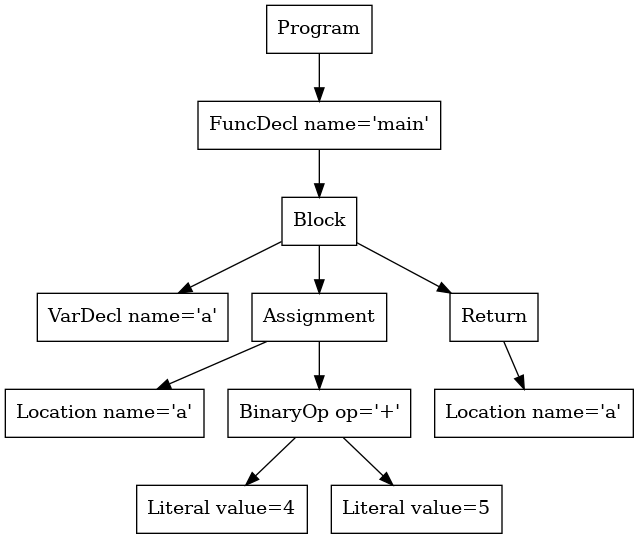 Program
FuncDecl name='main'
Block
VarDecl name='a'
Assignment
Return
Location name='a'
BinaryOp op='+'
Location name='a'
Literal value=4
Literal value=5